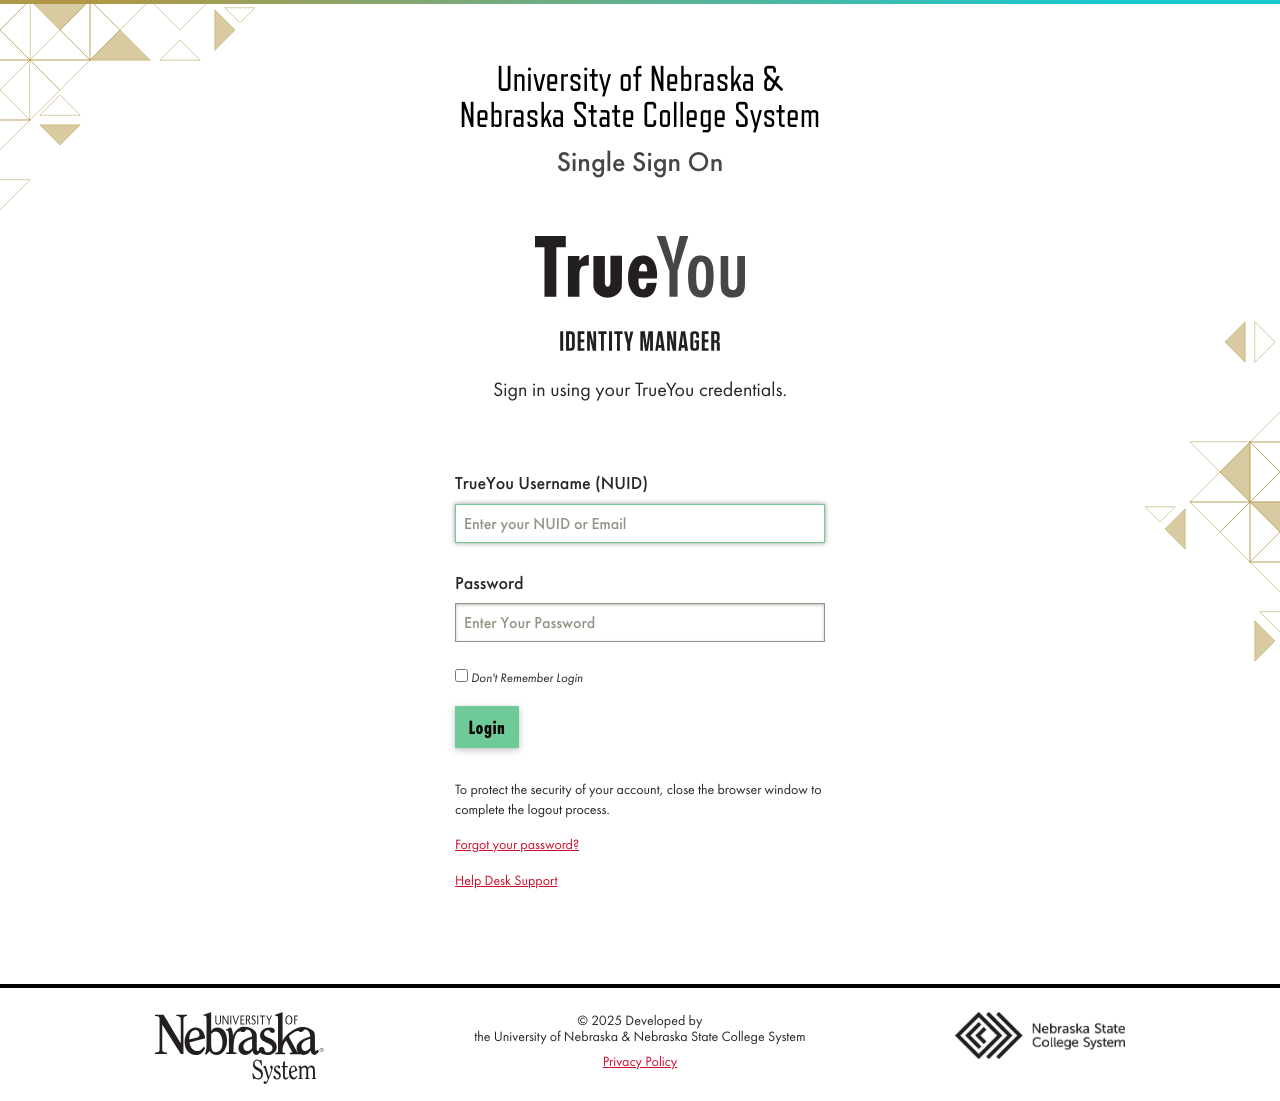 University of Nebraska &
Nebraska State College System
Single Sign On
TrueYou
IDENTITY MANAGER
Sign in using your TrueYou credentials.
TrueYou Username (NUID)
Enter your NUID or Email
Password
Enter Your Password
Don't Remember Login
Login
To protect the security of your account, close the browser window to
complete the logout process.
Forgot your password?
Help Desk Support
UNIVERSITY OF
Nebraska®
System
© 2025 Developed by
the University of Nebraska & Nebraska State College System
Privacy Policy
Nebraska State
College System